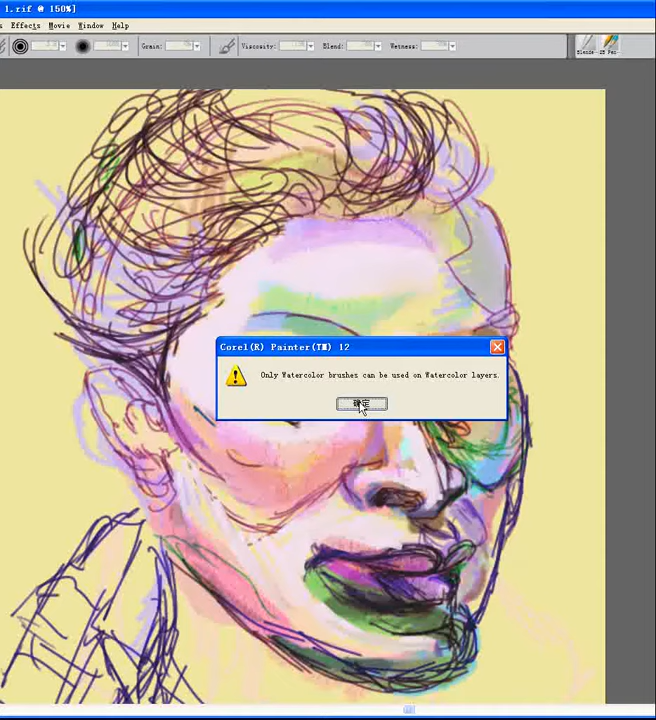 1.rif @ 150%]
Effects Movie Window Help
Grain: Viscosity: Blend: Wetness:
Corel(R) Painter(TM) 12
Only Watercolor brushes can be used on Watercolor layers.
確定